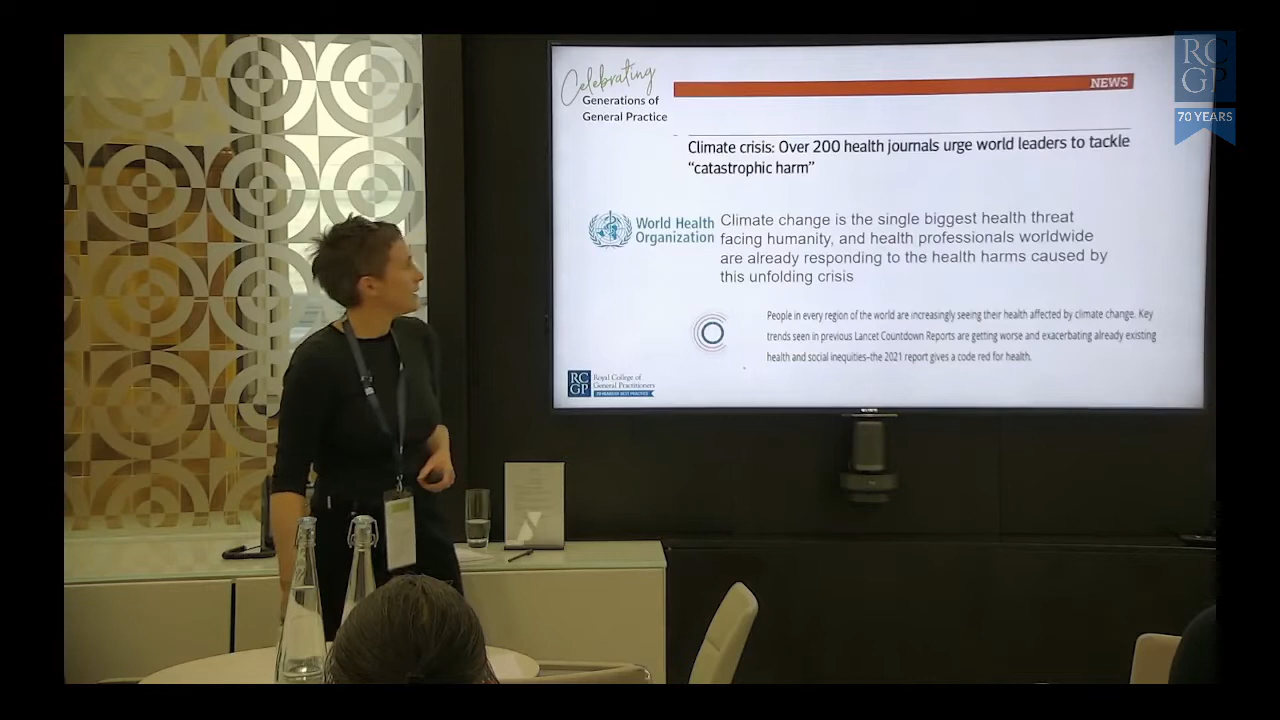 Celebrating
Generations of
General Practice
NEWS
Climate crisis: Over 200 health journals urge world leaders to tackle
“catastrophic harm”
World Health
Organization
Climate change is the single biggest health threat
facing humanity, and health professionals worldwide
are already responding to the health harms caused by
this unfolding crisis
People in every region of the world are increasingly seeing their health affected by climate change. Key
trends seen in previous Lancet Countdown Reports are getting worse and exacerbating already existing
health and social inequities–the 2021 report gives a code red for health.
RC
GP
Royal College of
General Practitioners
RC
GP
70 YEARS